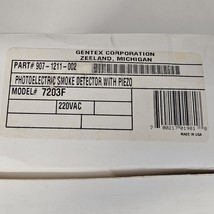 GENTEX CORPORATION
ZEELAND, MICHIGAN
PART# 907-1211-002
PHOTOELECTRIC SMOKE DETECTOR WITH PIEZO
MODEL# 7203F
220VAC
MADE IN USA